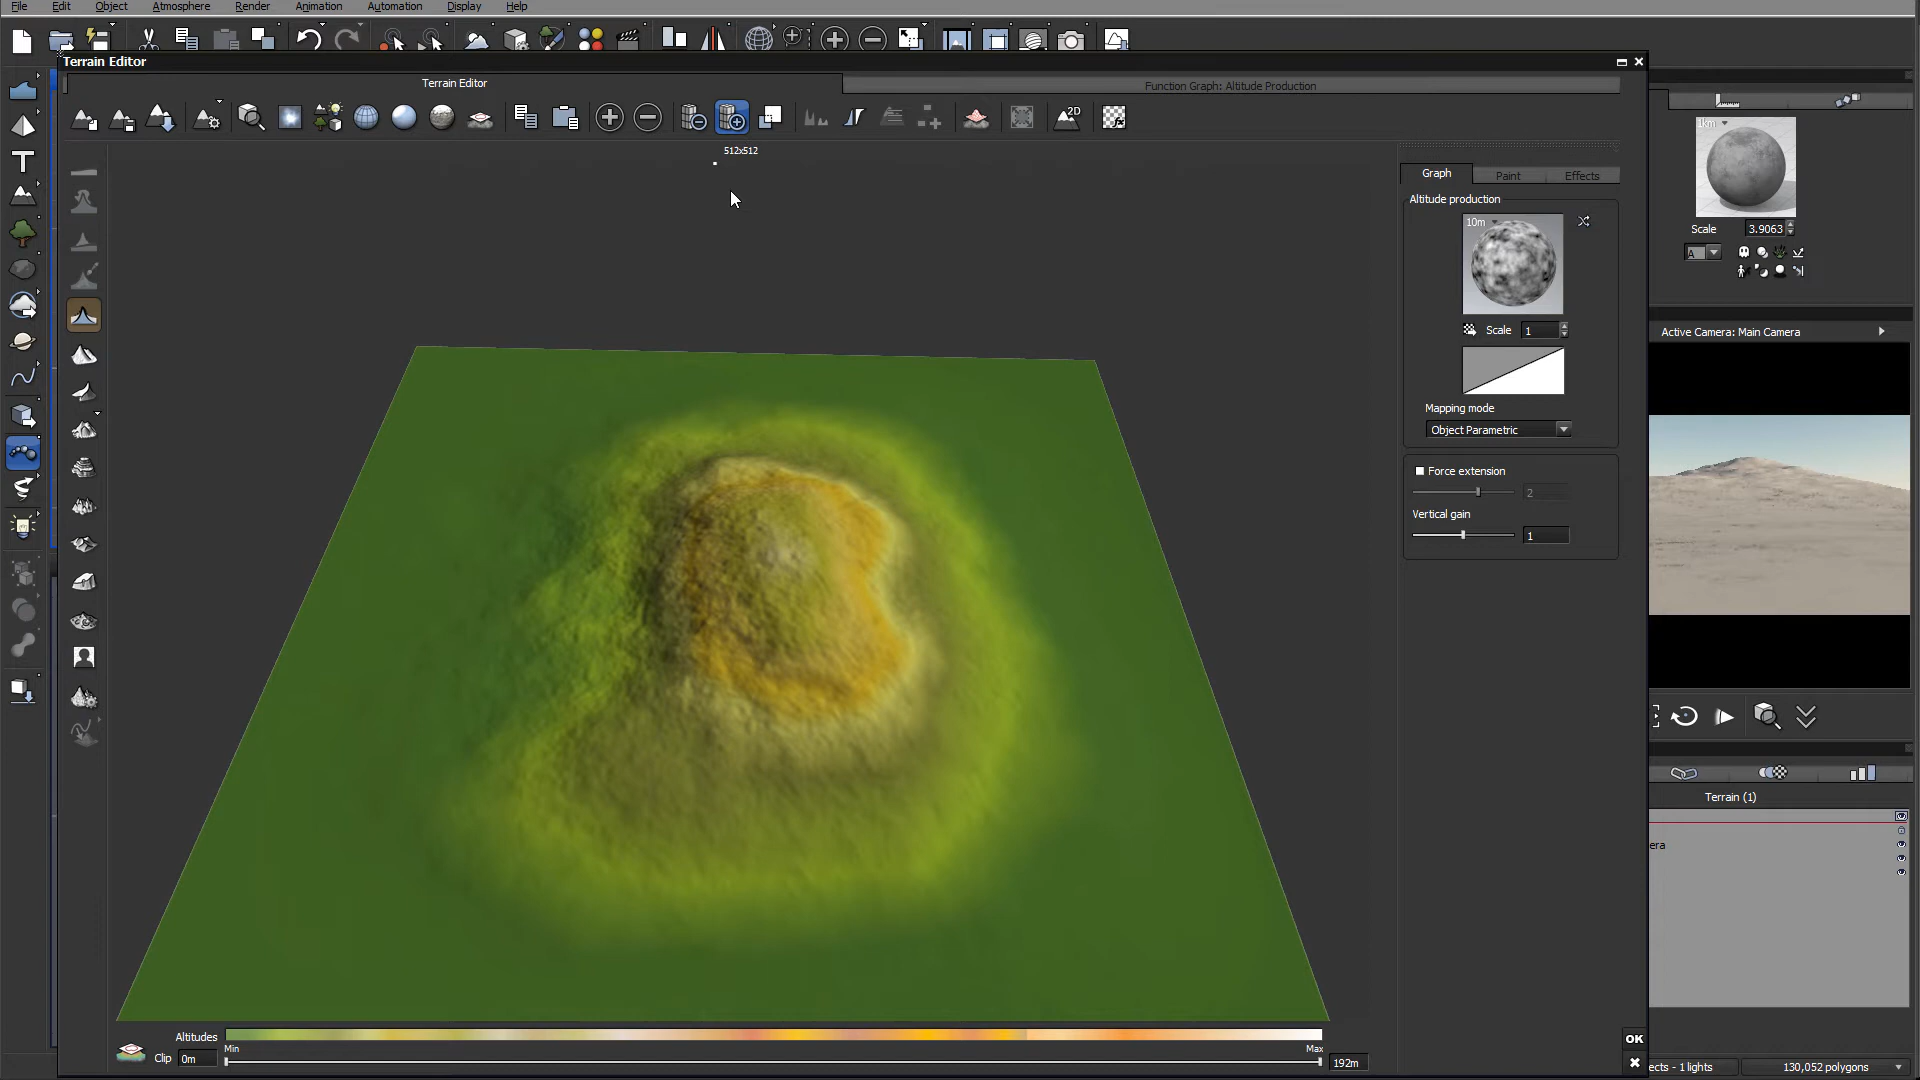 File Edit Object Atmosphere Render Animation Automation Display Help
Terrain Editor
Terrain Editor
Function Graph: Altitude Production
2D
512x512
Graph Paint Effects
Altitude production
10m
Scale 1
Mapping mode
Object Parametric
Force extension
2
Vertical gain
1
Scale 3.9063
A
Active Camera: Main Camera
Terrain (1)
era
Altitudes
Min
Max
Clip 0m
192m
OK
ects - 1 lights
130,052 polygons